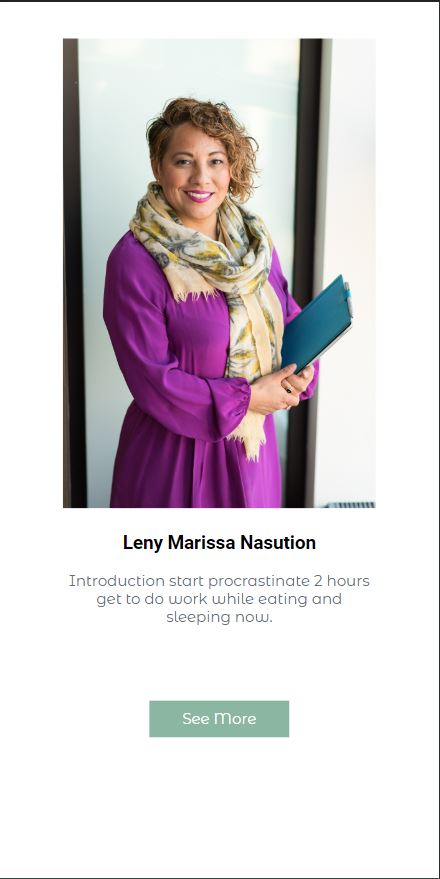 Leny Marissa Nasution
Introduction start procrastinate 2 hours
get to do work while eating and
sleeping now.
See More